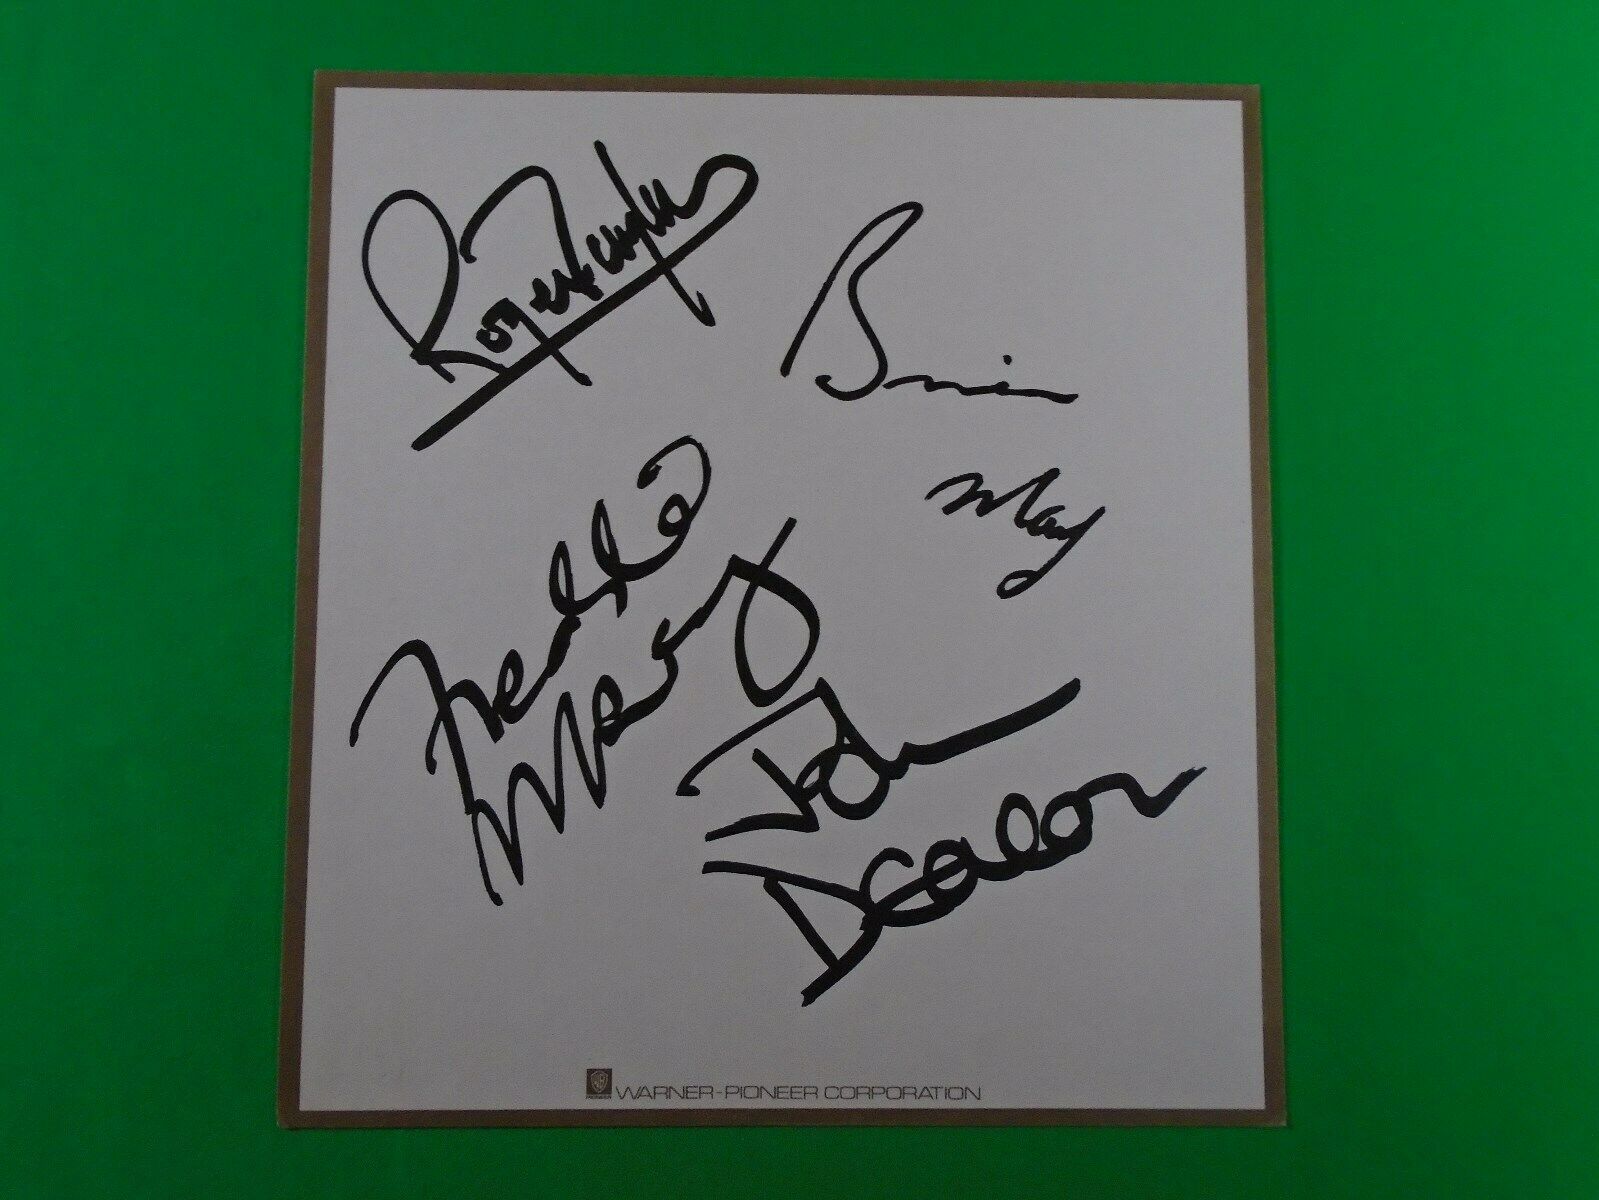 Roger Taylor
Brian
May
Freddie
Mercury
John
Deacon
WARNER-PIONEER CORPORATION